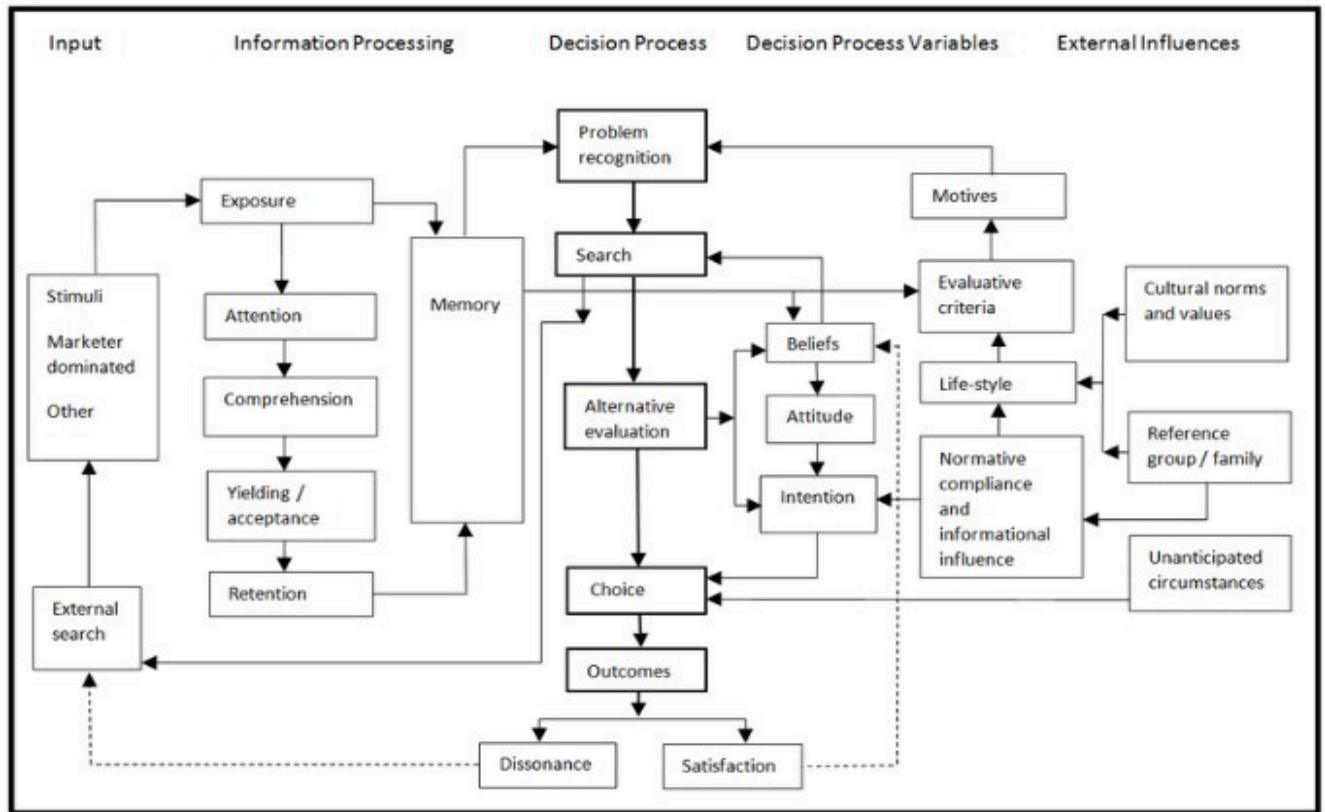 Input
Information Processing
Decision Process
Decision Process Variables
External Influences
Problem
recognition
Exposure
Motives
Search
Stimuli
Marketer
dominated
Other
Memory
Evaluative
criteria
Cultural norms
and values
Attention
Beliefs
Life-style
Comprehension
Alternative
evaluation
Attitude
Reference
group / family
Normative
compliance
and
informational
influence
Yielding /
acceptance
Intention
Unanticipated
circumstances
Retention
Choice
External
search
Outcomes
Dissonance
Satisfaction